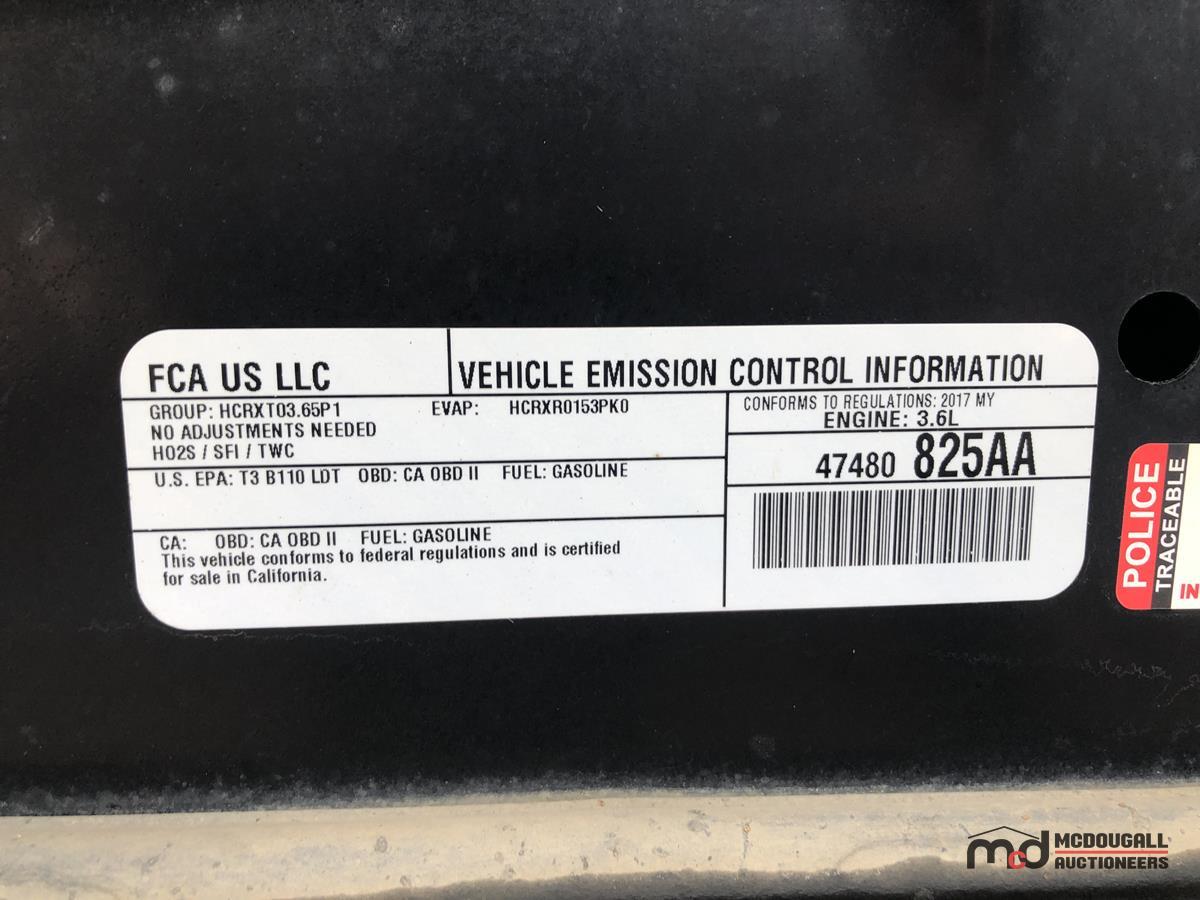 FCA US LLC
VEHICLE EMISSION CONTROL INFORMATION
GROUP: HCRXT03.65P1 EVAP: HCRXR0153PK0
NO ADJUSTMENTS NEEDED
HO2S / SFI / TWC
CONFORMS TO REGULATIONS: 2017 MY
ENGINE: 3.6L
47480 825AA
U.S. EPA: T3 B110 LDT OBD: CA OBD II FUEL: GASOLINE
CA: OBD: CA OBD II FUEL: GASOLINE
This vehicle conforms to federal regulations and is certified
for sale in California.
POLICE
TRACEABLE
IN
mcd MCDOUGALL
AUCTIONEERS